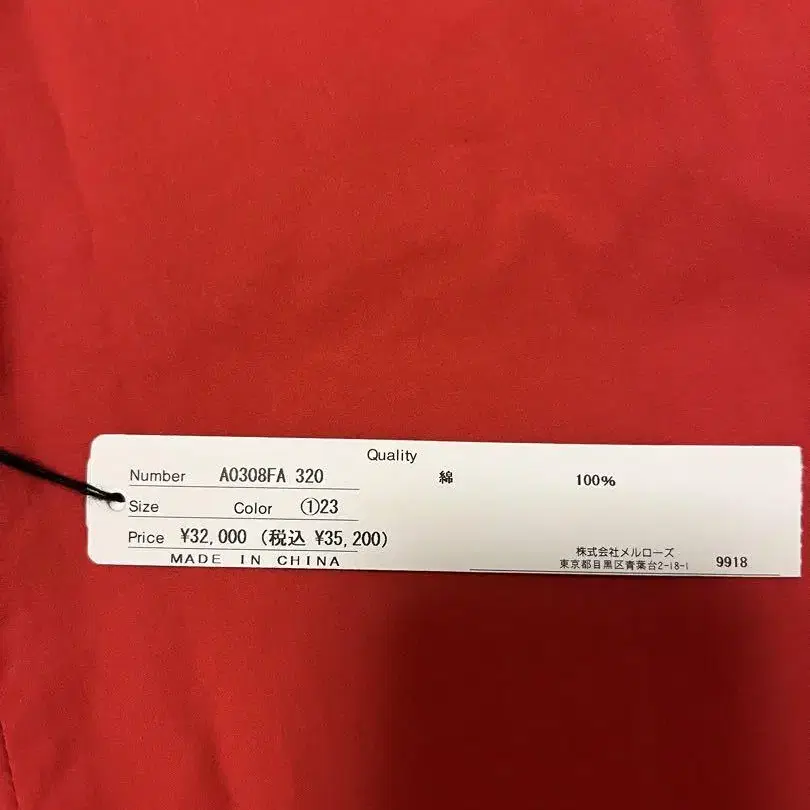 Quality
Number A0308FA 320
綿 100%
Size Color ①23
Price ¥32,000 (税込 ¥35,200)
MADE IN CHINA
株式会社メルローズ
東京都目黒区青葉台2-18-1 9918